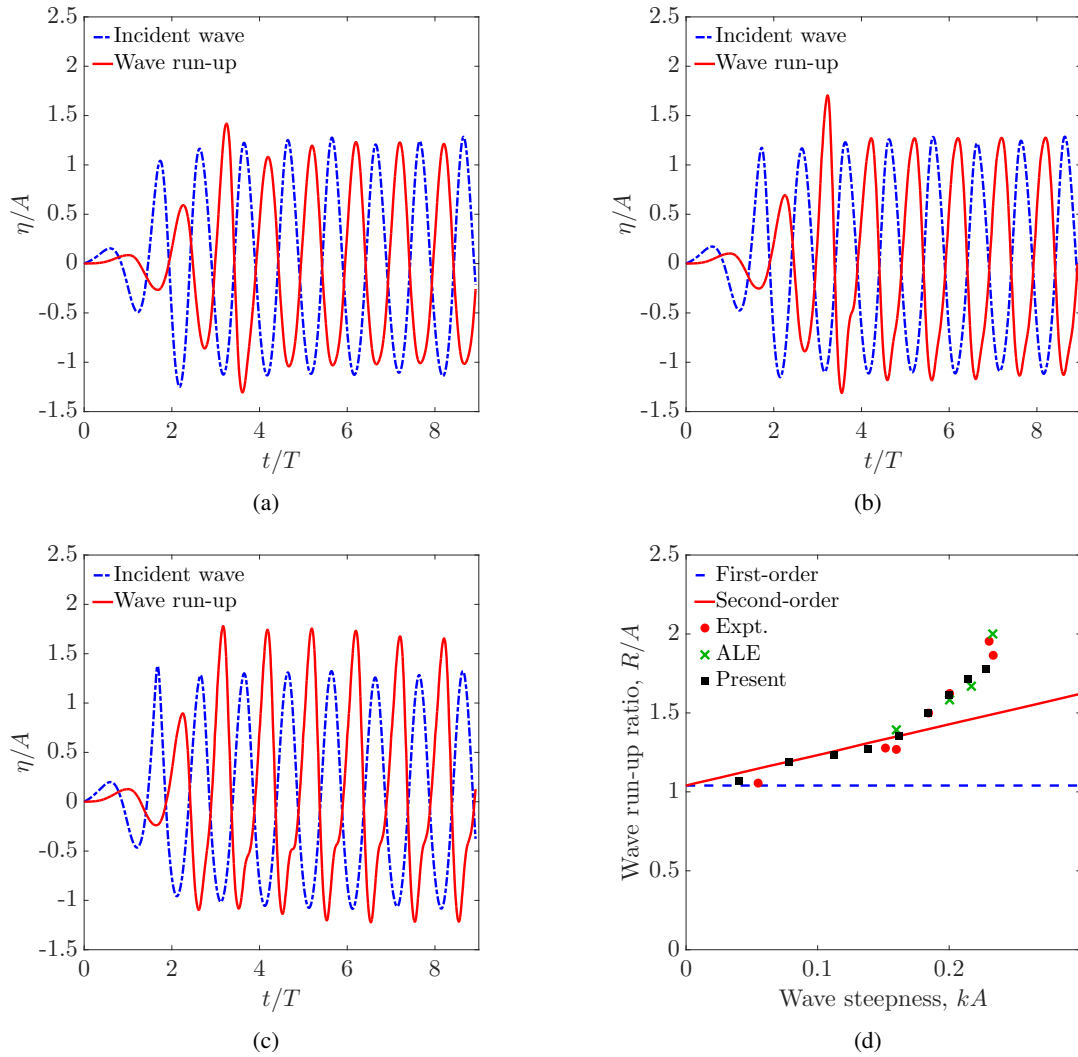 2.5
2
1.5
1
0.5
0
-0.5
-1
-1.5
η/A
Incident wave
Wave run-up
0 2 4 6 8
t/T
(a)
2.5
2
1.5
1
0.5
0
-0.5
-1
-1.5
η/A
Incident wave
Wave run-up
0 2 4 6 8
t/T
(b)
2.5
2
1.5
1
0.5
0
-0.5
-1
-1.5
η/A
Incident wave
Wave run-up
0 2 4 6 8
t/T
(c)
2.5
2
1.5
1
0.5
0
Wave run-up ratio, R/A
First-order
Second-order
Expt.
ALE
Present
0 0.1 0.2
Wave steepness, kA
(d)